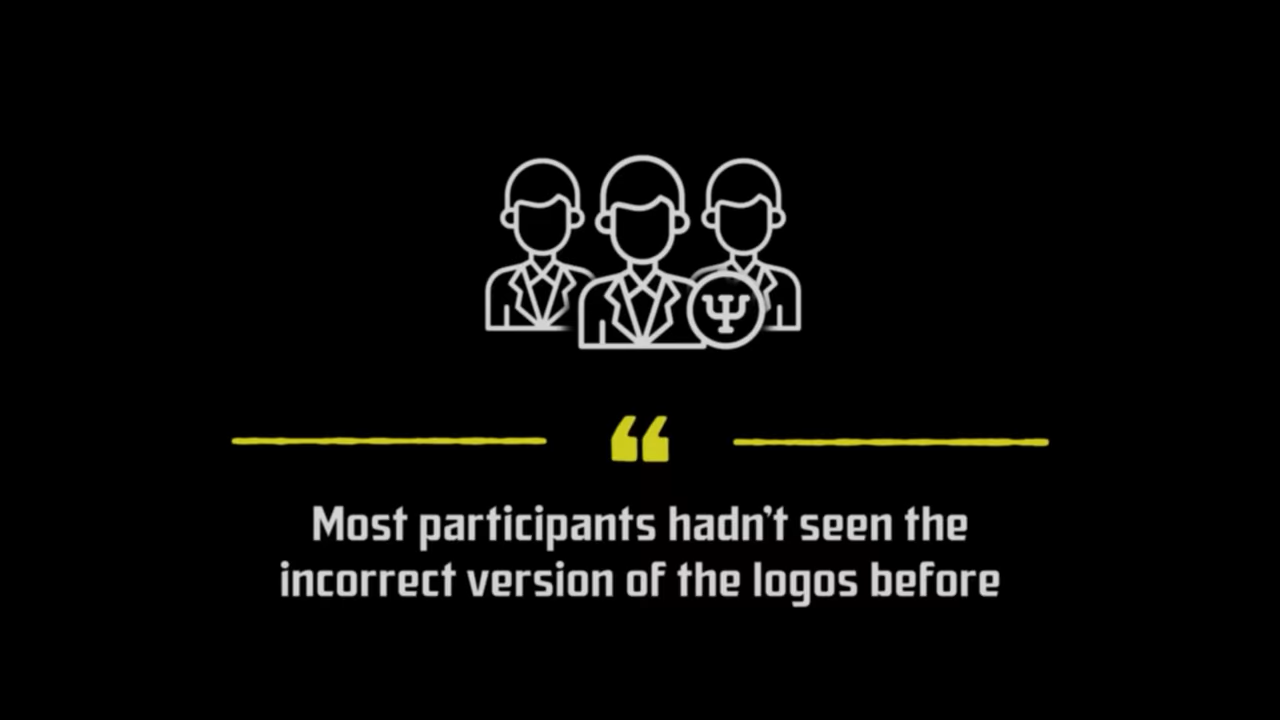 Ψ
“
Most participants hadn’t seen the
incorrect version of the logos before